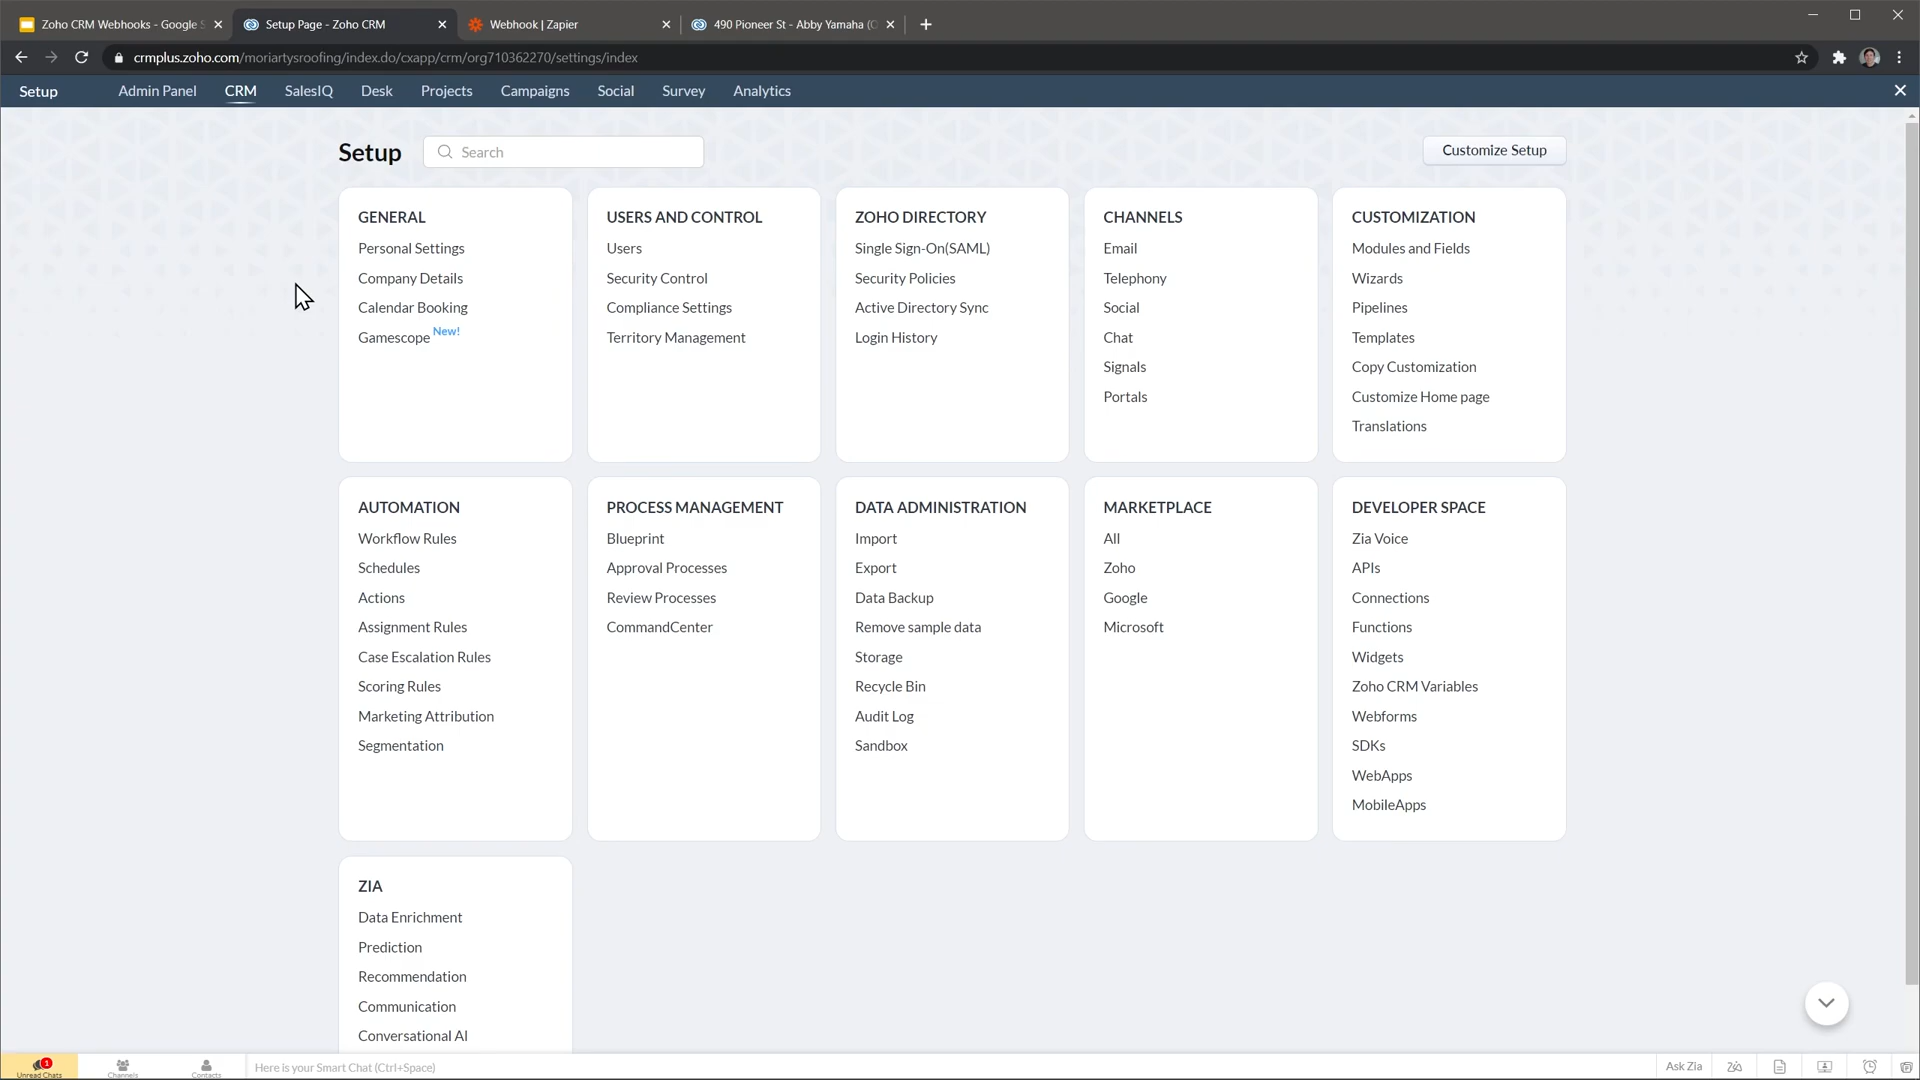 Zoho CRM Webhooks - Google S
Setup Page - Zoho CRM
Webhook | Zapier
490 Pioneer St - Abby Yamaha (
crmplus.zoho.com/moriartysroofing/index.do/cxapp/crm/org710362270/settings/index
Setup
Admin Panel
CRM
SalesIQ
Desk
Projects
Campaigns
Social
Survey
Analytics
Setup
Search
Customize Setup
GENERAL
Personal Settings
Company Details
Calendar Booking
Gamescope New!
USERS AND CONTROL
Users
Security Control
Compliance Settings
Territory Management
ZOHO DIRECTORY
Single Sign-On(SAML)
Security Policies
Active Directory Sync
Login History
CHANNELS
Email
Telephony
Social
Chat
Signals
Portals
CUSTOMIZATION
Modules and Fields
Wizards
Pipelines
Templates
Copy Customization
Customize Home page
Translations
AUTOMATION
Workflow Rules
Schedules
Actions
Assignment Rules
Case Escalation Rules
Scoring Rules
Marketing Attribution
Segmentation
PROCESS MANAGEMENT
Blueprint
Approval Processes
Review Processes
CommandCenter
DATA ADMINISTRATION
Import
Export
Data Backup
Remove sample data
Storage
Recycle Bin
Audit Log
Sandbox
MARKETPLACE
All
Zoho
Google
Microsoft
DEVELOPER SPACE
Zia Voice
APIs
Connections
Functions
Widgets
Zoho CRM Variables
Webforms
SDKs
WebApps
MobileApps
ZIA
Data Enrichment
Prediction
Recommendation
Communication
Conversational AI
1
Unread Chats
Channels
Contacts
Here is your Smart Chat (Ctrl+Space)
Ask Zia